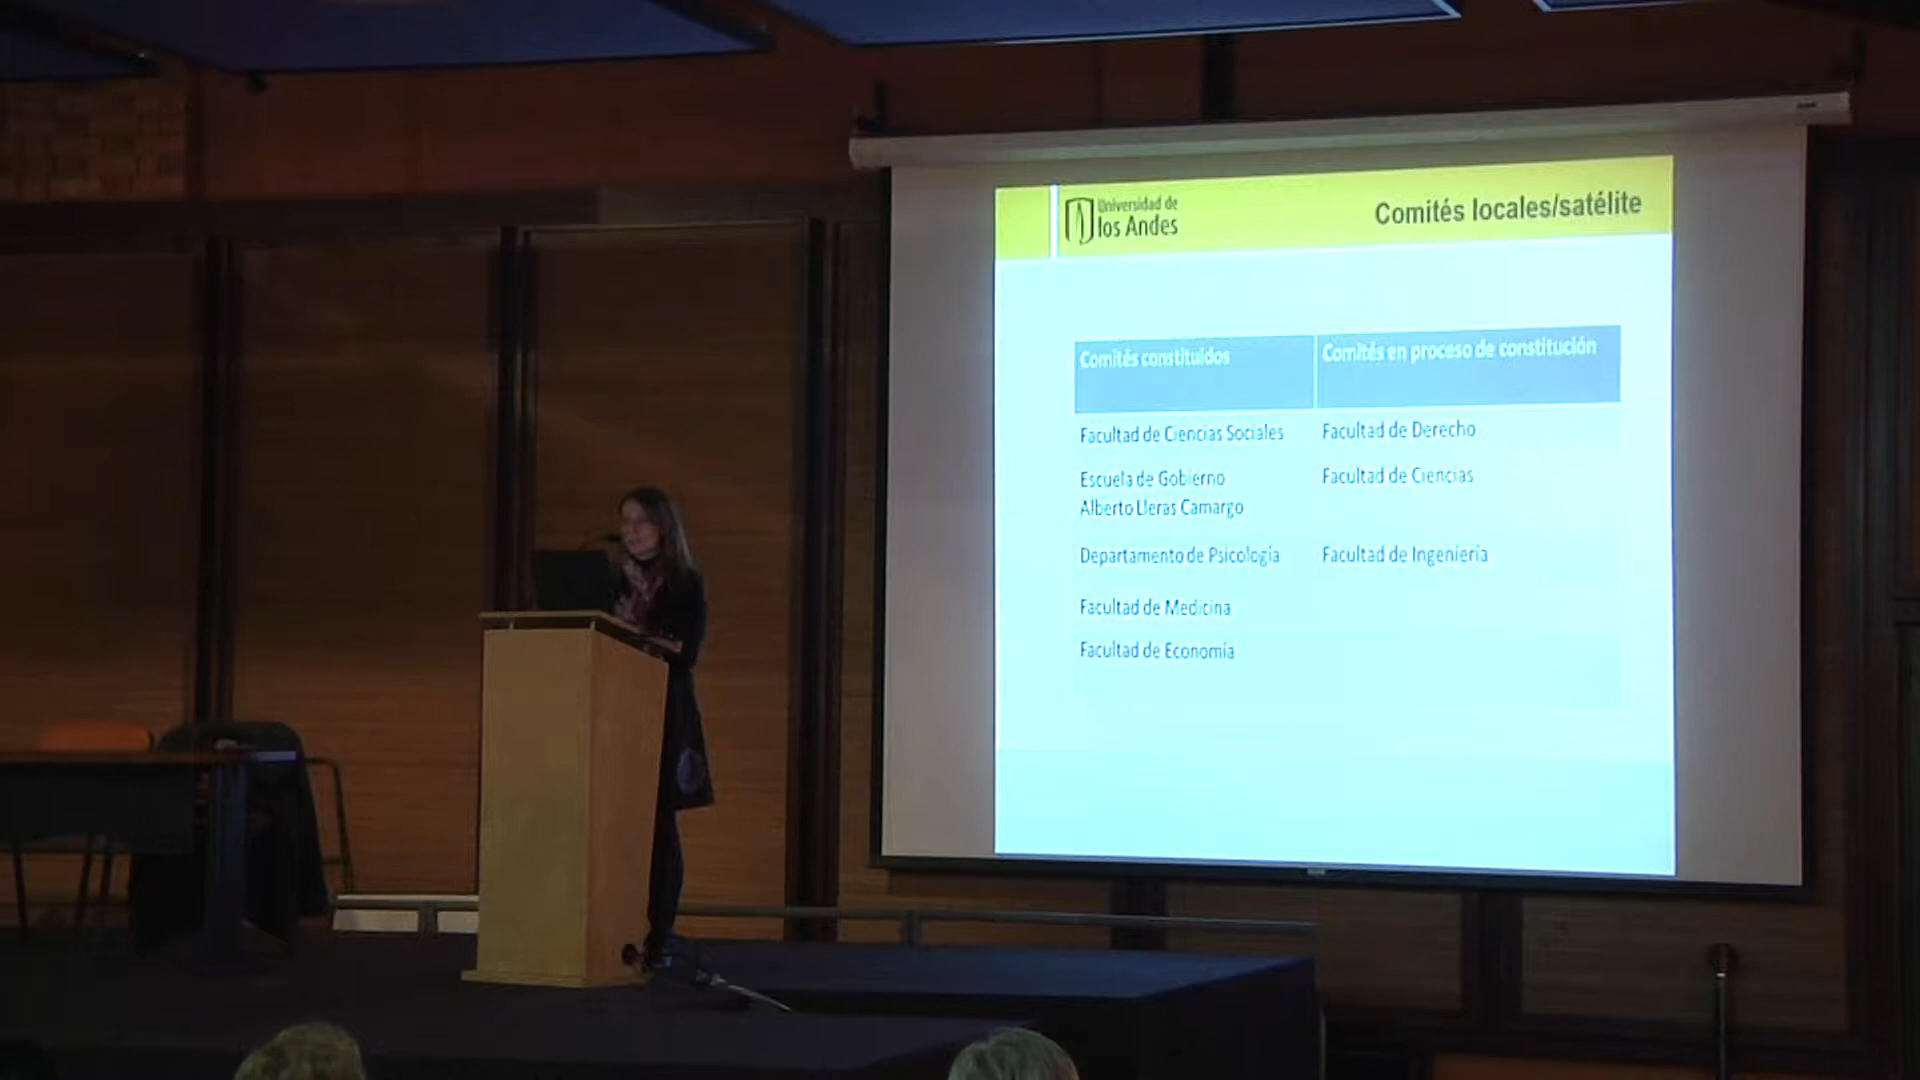 Universidad de
los Andes
Comités locales/satélite
Comités constituidos
Comités en proceso de constitución
Facultad de Ciencias Sociales
Facultad de Derecho
Escuela de Gobierno
Alberto Lleras Camargo
Facultad de Ciencias
Departamento de Psicología
Facultad de Ingeniería
Facultad de Medicina
Facultad de Economía